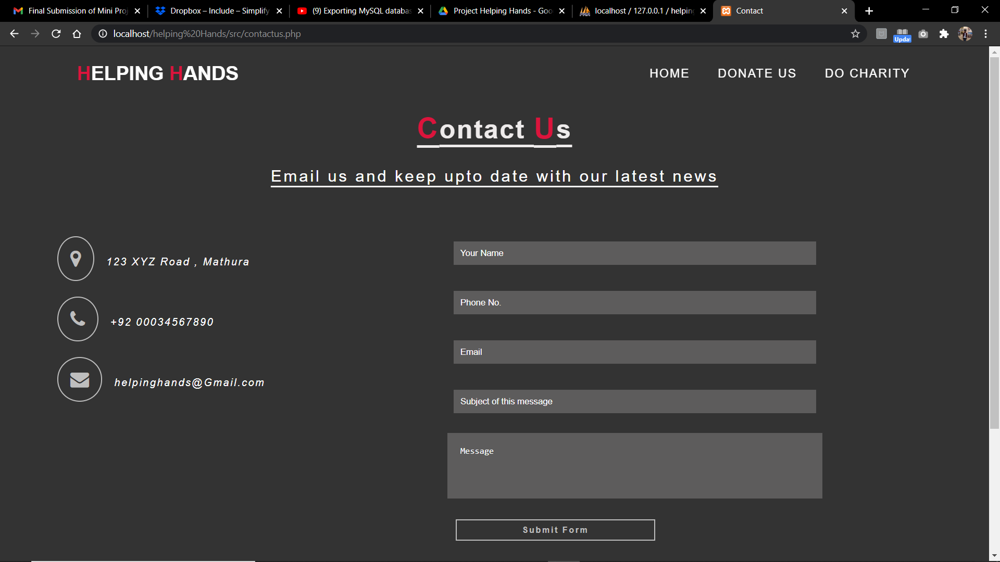 Final Submission of Mini Proj
Dropbox – Include – Simplify
(9) Exporting MySQL databas
Project Helping Hands - Goo
localhost / 127.0.0.1 / helping
Contact
localhost/helping%20Hands/src/contactus.php
Updat
HELPING HANDS
HOME
DONATE US
DO CHARITY
Contact Us
Email us and keep upto date with our latest news
123 XYZ Road , Mathura
+92 00034567890
helpinghands@Gmail.com
Your Name
Phone No.
Email
Subject of this message
Message
Submit Form